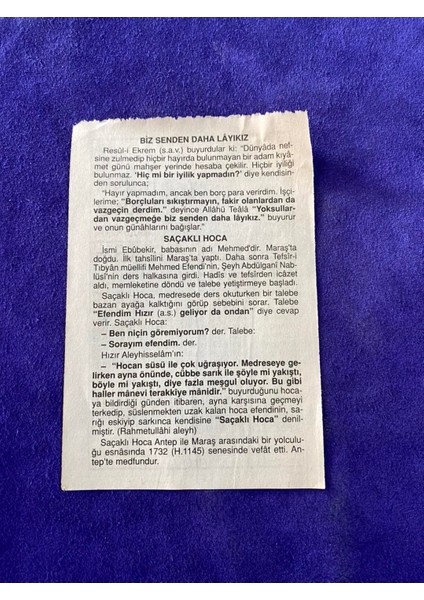 BİZ SENDEN DAHA LÂYIKIZ
Resûl-i Ekrem (s.a.v.) buyurdular ki: "Dünyâda nef-
sine zulmedip hiçbir hayırda bulunmayan bir adam kıyâ-
met günü mahşer yerinde hesaba çekilir. Hiçbir iyiliği
bulunmaz. 'Hiç mi bir iyilik yapmadın?' diye kendisin-
den sorulunca;
"Hayır yapmadım, ancak ben borç para verirdim. İşçi-
lerime; "Borçluları sıkıştırmayın, fakir olanlardan da
vazgeçin derdim." deyince Allâhü Teâlâ "Yoksullar-
dan vazgeçmeğe biz senden daha lâyıkız." buyurur
ve onun günâhlarını bağışlar."
SAÇAKLI HOCA
İsmi Ebûbekir, babasının adı Mehmed'dir. Maraş'ta
doğdu. İlk tahsîlini Maraş'ta yaptı. Daha sonra Tefsîr-i
Tıbyân müellifi Mehmed Efendi'nin, Şeyh Abdülganî Nab-
lüsî'nin ders halkasına girdi. Hadîs ve tefsîrden icâzet
aldı, memleketine döndü ve talebe yetiştirmeye başladı.
Saçaklı Hoca, medresede ders okuturken bir talebe
bazan ayağa kalktığını görüp sebebini sorar. Talebe
"Efendim Hızır (a.s.) geliyor da ondan" diye cevap
verir. Saçaklı Hoca:
– Ben niçin göremiyorum? der. Talebe:
– Sorayım efendim. der.
Hızır Aleyhisselâm'ın:
– "Hocan süsü ile çok uğraşıyor. Medreseye ge-
lirken ayna önünde, cübbe sarık ile şöyle mi yakıştı,
böyle mi yakıştı, diye fazla meşgul oluyor. Bu gibi
haller mânevi terakkiye mânidir." buyurduğunu hoca-
ya bildirdiği günden itibaren, ayna karşısına geçmeyi
terkedip, süslenmekten uzak kalan hoca efendinin, sa-
rığı eskiyip sarkınca kendisine "Saçaklı Hoca" denil-
miştir. (Rahmetullâhi aleyh)
Saçaklı Hoca Antep ile Maraş arasındaki bir yolculu-
ğu esnâsında 1732 (H.1145) senesinde vefât etti. An-
tep'te medfundur.